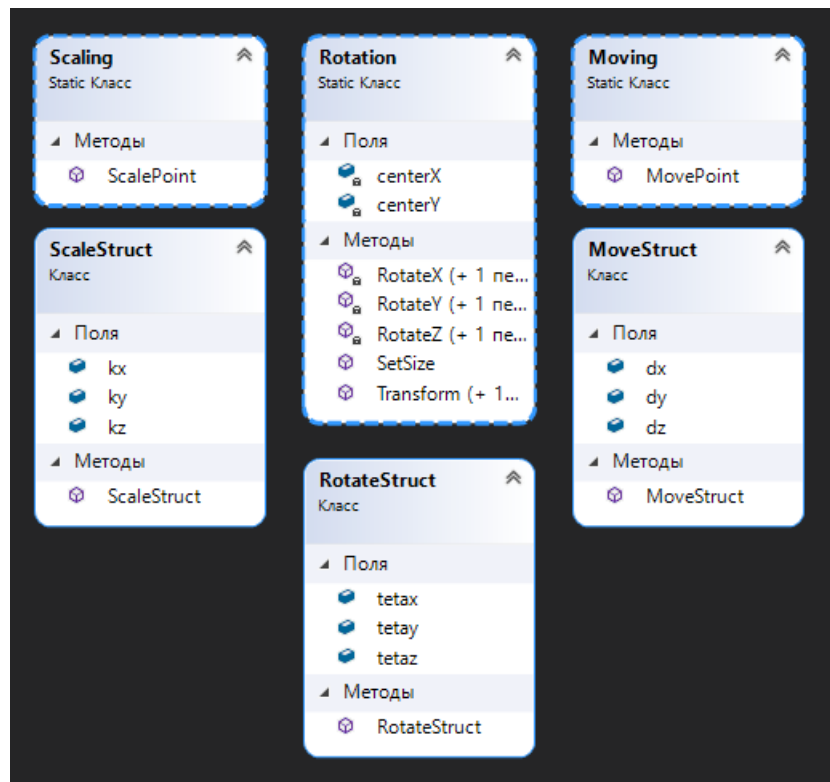 Scaling
Static Класс
Методы
ScalePoint
Rotation
Static Класс
Поля
centerX
centerY
Методы
RotateX (+ 1 пе...
RotateY (+ 1 пе...
RotateZ (+ 1 пе...
SetSize
Transform (+ 1...
Moving
Static Класс
Методы
MovePoint
ScaleStruct
Класс
Поля
kx
ky
kz
Методы
ScaleStruct
MoveStruct
Класс
Поля
dx
dy
dz
Методы
MoveStruct
RotateStruct
Класс
Поля
tetax
tetay
tetaz
Методы
RotateStruct